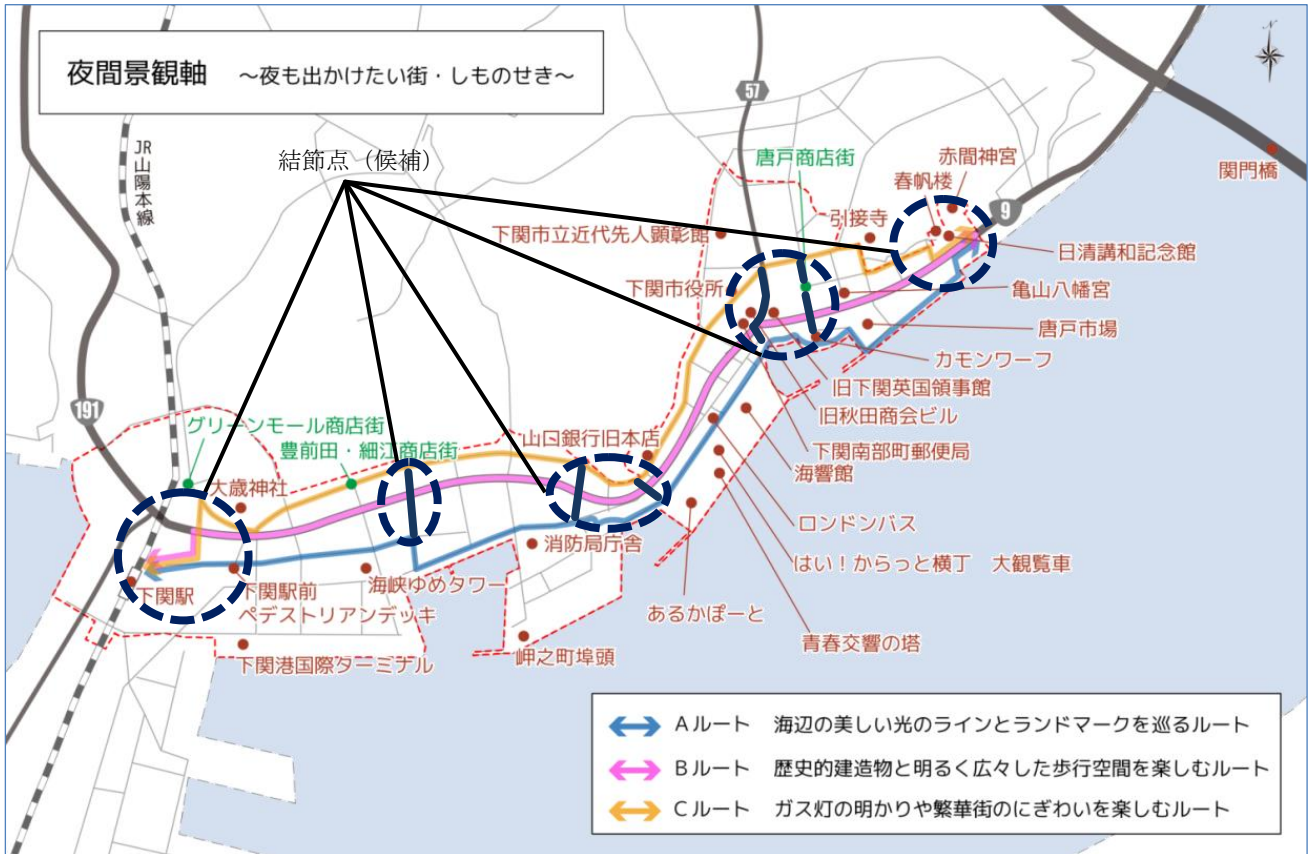 夜間景観軸 ～夜も出かけたい街・しものせき～
N
57
JR山陽本線
結節点（候補）
唐戸商店街
赤間神宮
春帆楼
関門橋
9
引接寺
下関市立近代先人顕彰館
日清講和記念館
下関市役所
亀山八幡宮
唐戸市場
カモンワーフ
旧下関英国領事館
191
旧秋田商会ビル
グリーンモール商店街
豊前田・細江商店街
山口銀行旧本店
下関南部町郵便局
海響館
大歳神社
ロンドンバス
消防局庁舎
はい！からっと横丁 大観覧車
下関駅
下関駅前
ペデストリアンデッキ
海峡ゆめタワー
あるかぽーと
青春交響の塔
下関港国際ターミナル
岬之町埠頭
Aルート 海辺の美しい光のラインとランドマークを巡るルート
Bルート 歴史的建造物と明るく広々した歩行空間を楽しむルート
Cルート ガス灯の明かりや繁華街のにぎわいを楽しむルート